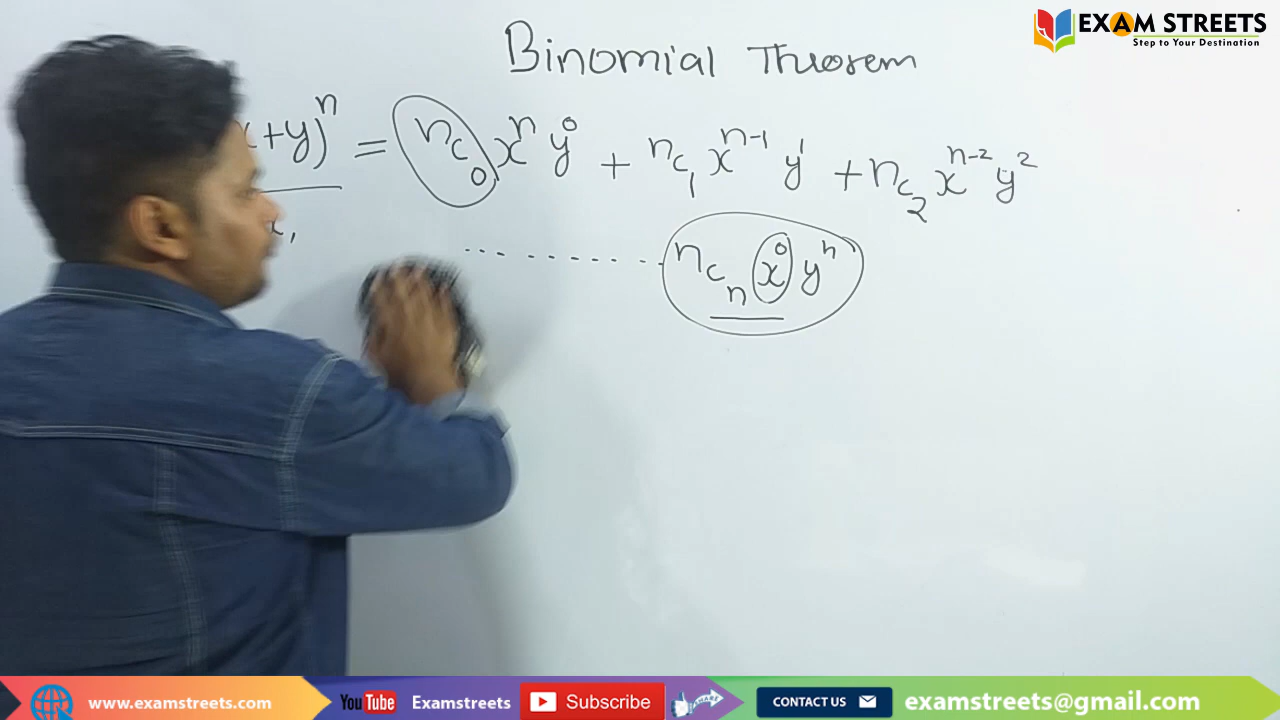 EXAM STREETS
Step to Your Destination
Binomial Theorem
x+y)ⁿ = ⁿC₀ xⁿ y⁰ + ⁿC₁ xⁿ⁻¹ y¹ + ⁿC₂ xⁿ⁻² y²
x,
......... ⁿCₙ x⁰ yⁿ
www.examstreets.com
YouTube Examstreets
Subscribe
SHARE
CONTACT US
examstreets@gmail.com